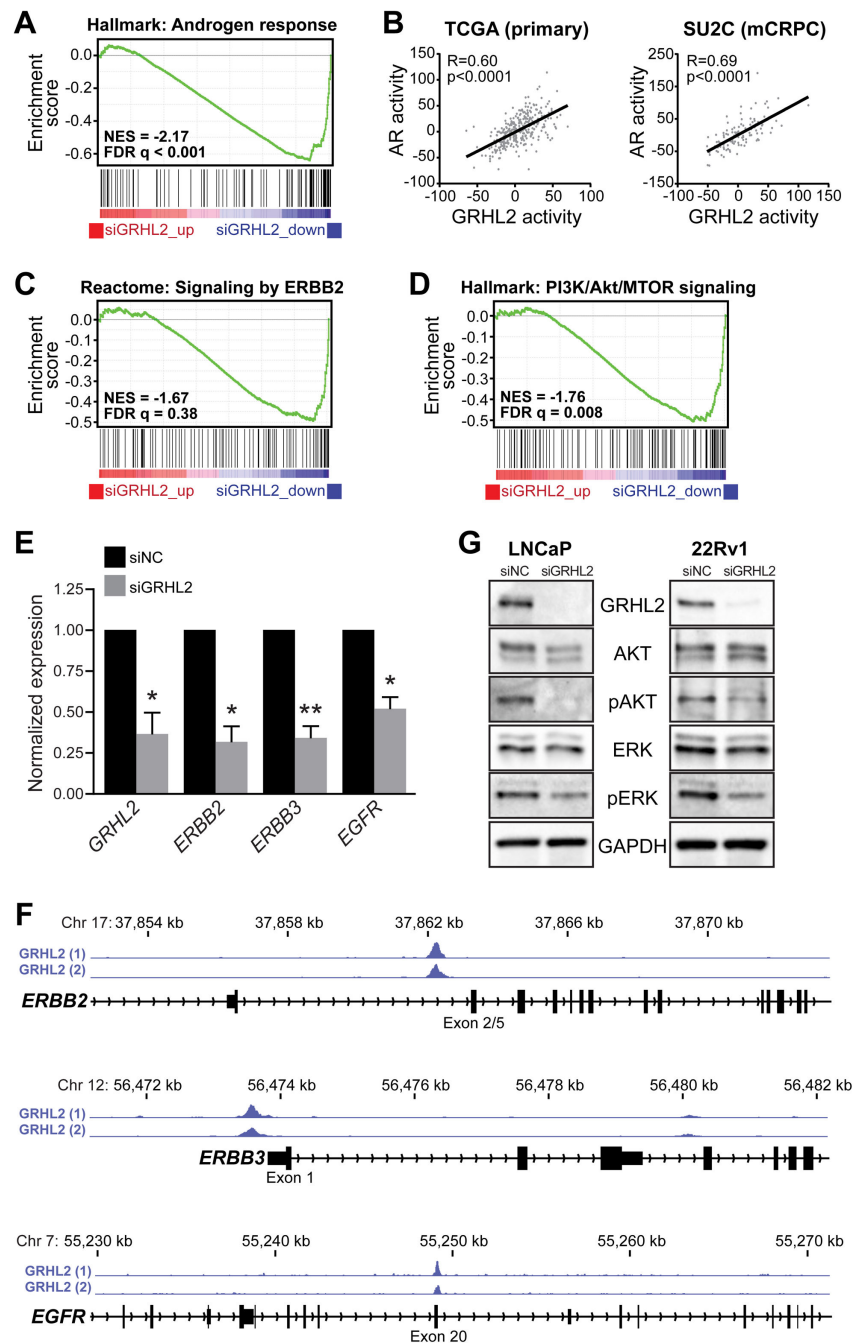 A
Hallmark: Androgen response
Enrichment score
0.0
-0.2
-0.4
-0.6
NES = -2.17
FDR q < 0.001
siGRHL2_up siGRHL2_down
B
TCGA (primary)
AR activity
150
100
50
0
-50
-100
R=0.60
p<0.0001
-100 -50 0 50 100
GRHL2 activity
SU2C (mCRPC)
AR activity
250
150
50
-50
-150
R=0.69
p<0.0001
-100 -50 0 50 100 150
GRHL2 activity
C
Reactome: Signaling by ERBB2
Enrichment score
0.0
-0.1
-0.2
-0.3
-0.4
-0.5
NES = -1.67
FDR q = 0.38
siGRHL2_up siGRHL2_down
D
Hallmark: PI3K/Akt/MTOR signaling
Enrichment score
0.0
-0.1
-0.2
-0.3
-0.4
-0.5
NES = -1.76
FDR q = 0.008
siGRHL2_up siGRHL2_down
E
siNC
siGRHL2
Normalized expression
1.25
1.00
0.75
0.50
0.25
0.00
* * ** *
GRHL2 ERBB2 ERBB3 EGFR
G
LNCaP 22Rv1
siNC siGRHL2 siNC siGRHL2
GRHL2
AKT
pAKT
ERK
pERK
GAPDH
F
Chr 17: 37,854 kb 37,858 kb 37,862 kb 37,866 kb 37,870 kb
GRHL2 (1)
GRHL2 (2)
ERBB2
Exon 2/5
Chr 12: 56,472 kb 56,474 kb 56,476 kb 56,478 kb 56,480 kb 56,482 kb
GRHL2 (1)
GRHL2 (2)
ERBB3
Exon 1
Chr 7: 55,230 kb 55,240 kb 55,250 kb 55,260 kb 55,270 kb
GRHL2 (1)
GRHL2 (2)
EGFR
Exon 20